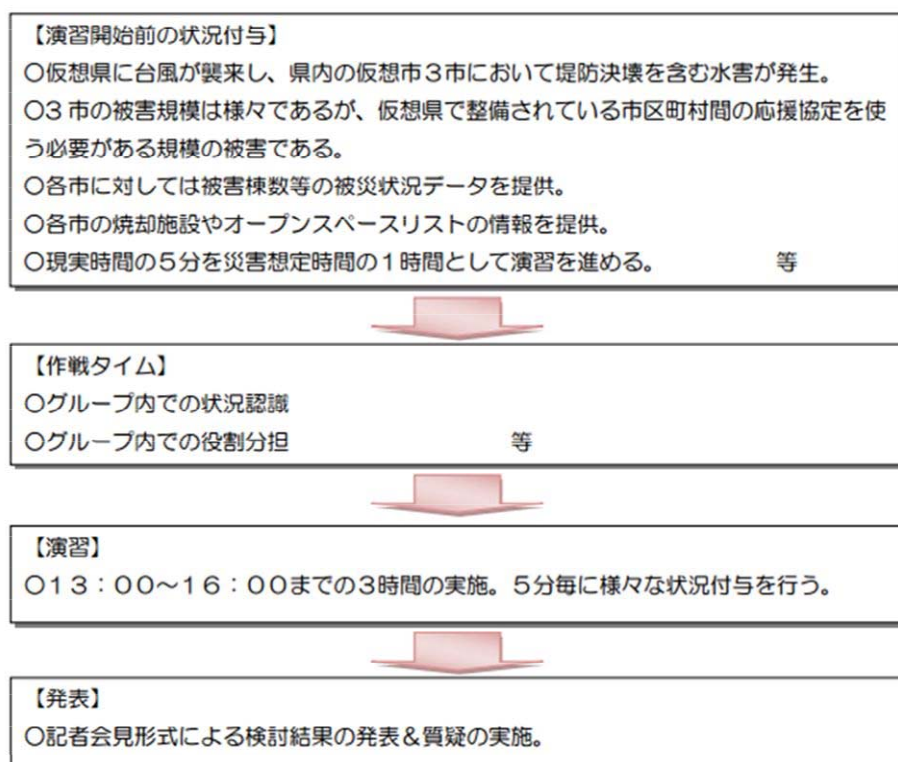 【演習開始前の状況付与】
○仮想県に台風が襲来し、県内の仮想市３市において堤防決壊を含む水害が発生。
○３市の被害規模は様々であるが、仮想県で整備されている市区町村間の応援協定を使
う必要がある規模の被害である。
○各市に対しては被害棟数等の被災状況データを提供。
○各市の焼却施設やオープンスペースリストの情報を提供。
○現実時間の５分を災害想定時間の１時間として演習を進める。　　　　　　等
【作戦タイム】
○グループ内での状況認識
○グループ内での役割分担　　　　　　　　　　　等
【演習】
○１３：００～１６：００までの３時間の実施。５分毎に様々な状況付与を行う。
【発表】
○記者会見形式による検討結果の発表＆質疑の実施。